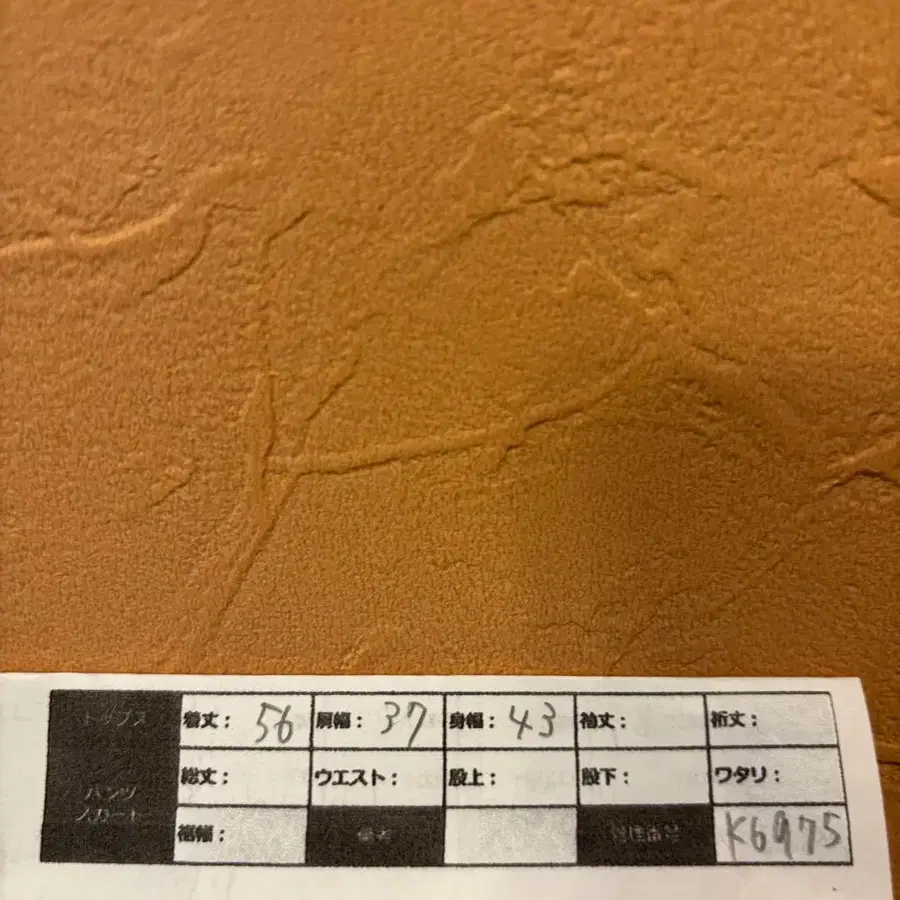 トップス 着丈: 56 肩幅: 37 身幅: 43 袖丈: 裄丈:
パンツ 総丈: ウエスト: 股上: 股下: ワタリ:
スカート 裾幅: 管理番号 K6975